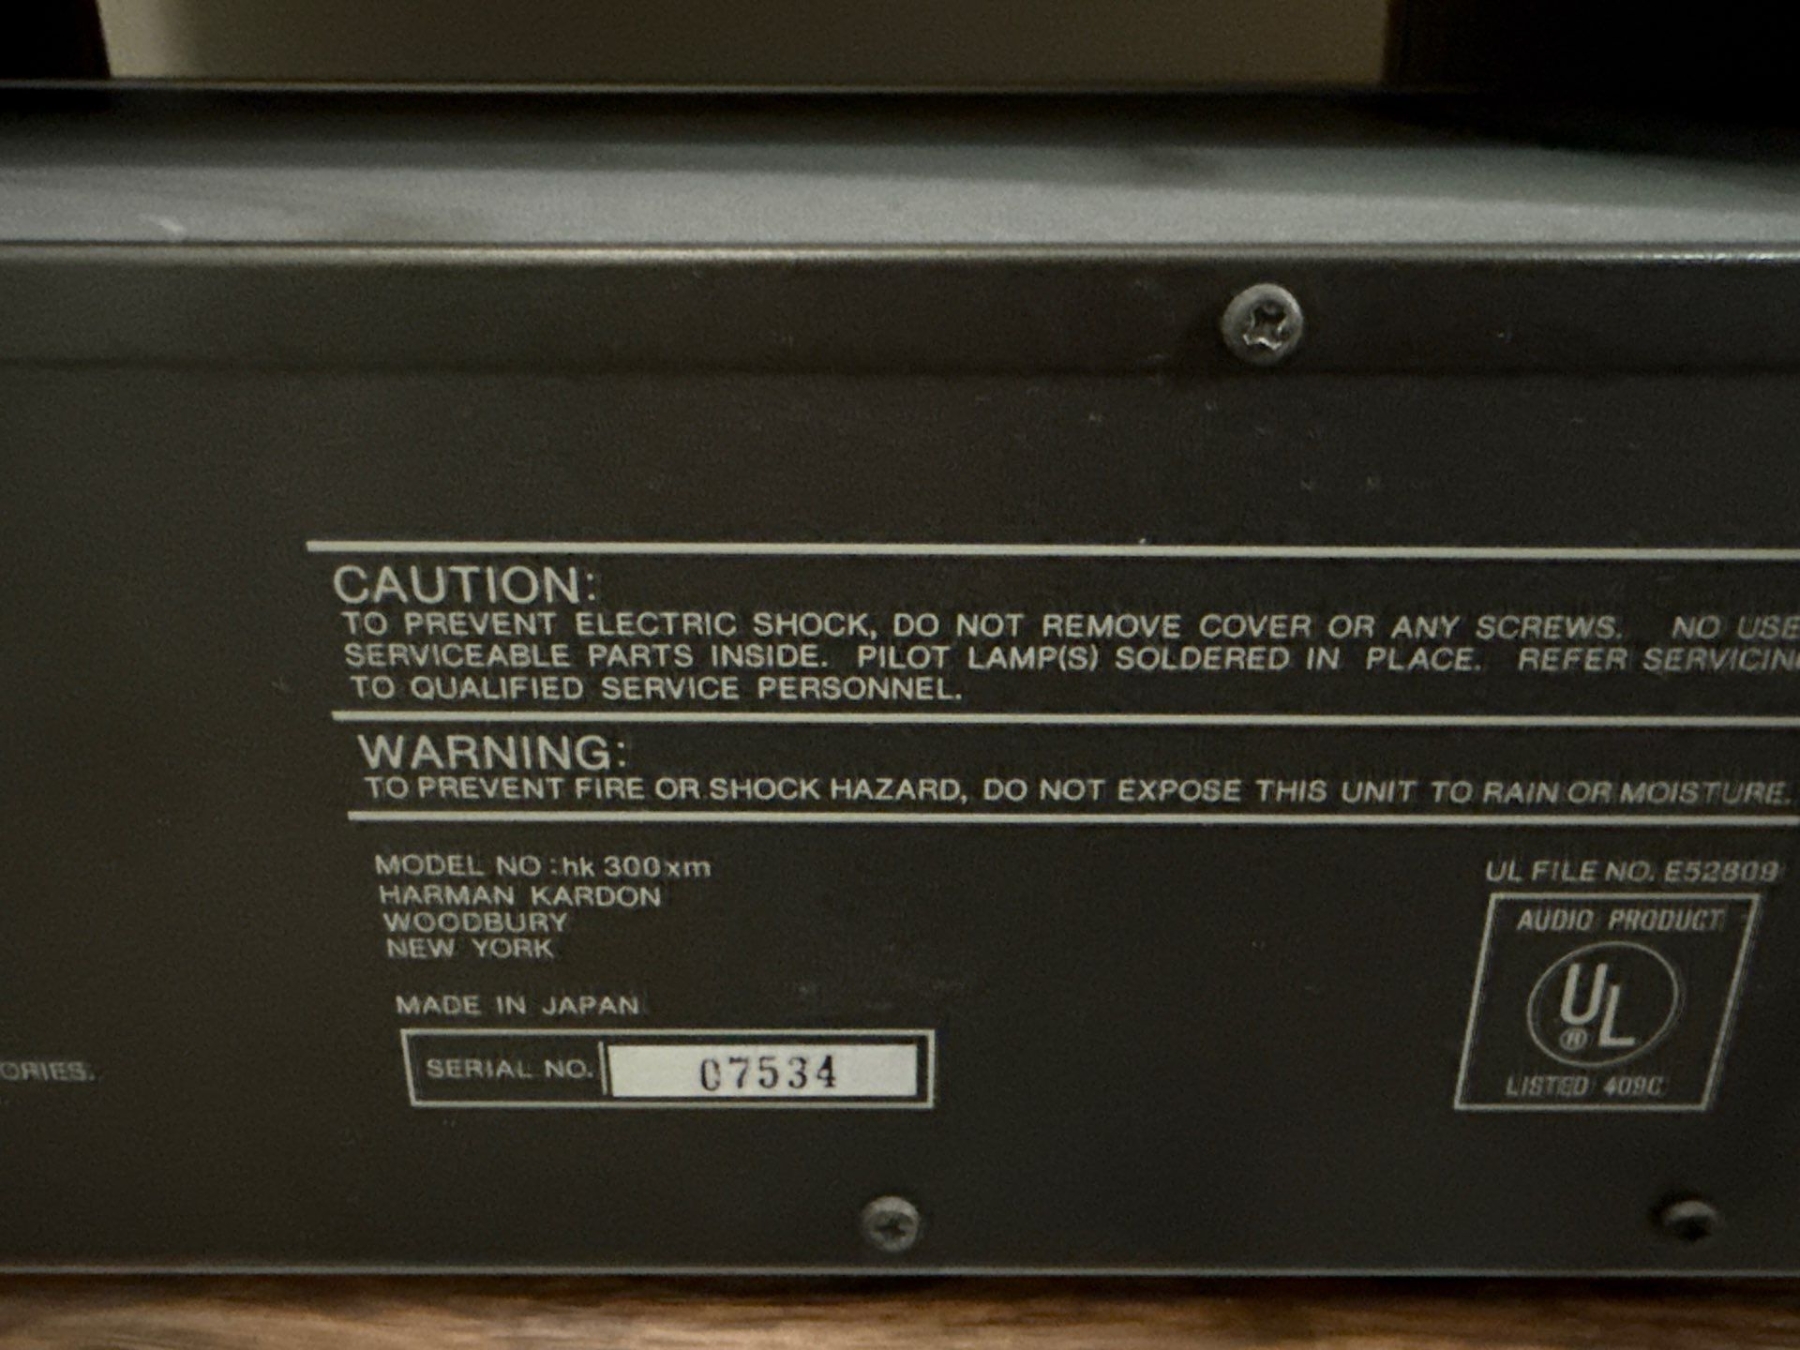 CAUTION:
TO PREVENT ELECTRIC SHOCK, DO NOT REMOVE COVER OR ANY SCREWS. NO USE
SERVICEABLE PARTS INSIDE. PILOT LAMP(S) SOLDERED IN PLACE. REFER SERVICING
TO QUALIFIED SERVICE PERSONNEL.
WARNING:
TO PREVENT FIRE OR SHOCK HAZARD, DO NOT EXPOSE THIS UNIT TO RAIN OR MOISTURE.
MODEL NO : hk 300xm
HARMAN KARDON
WOODBURY
NEW YORK
MADE IN JAPAN
ORIES.
SERIAL NO. 07534
UL FILE NO. E52809
AUDIO PRODUCT
UL
®
LISTED 409C